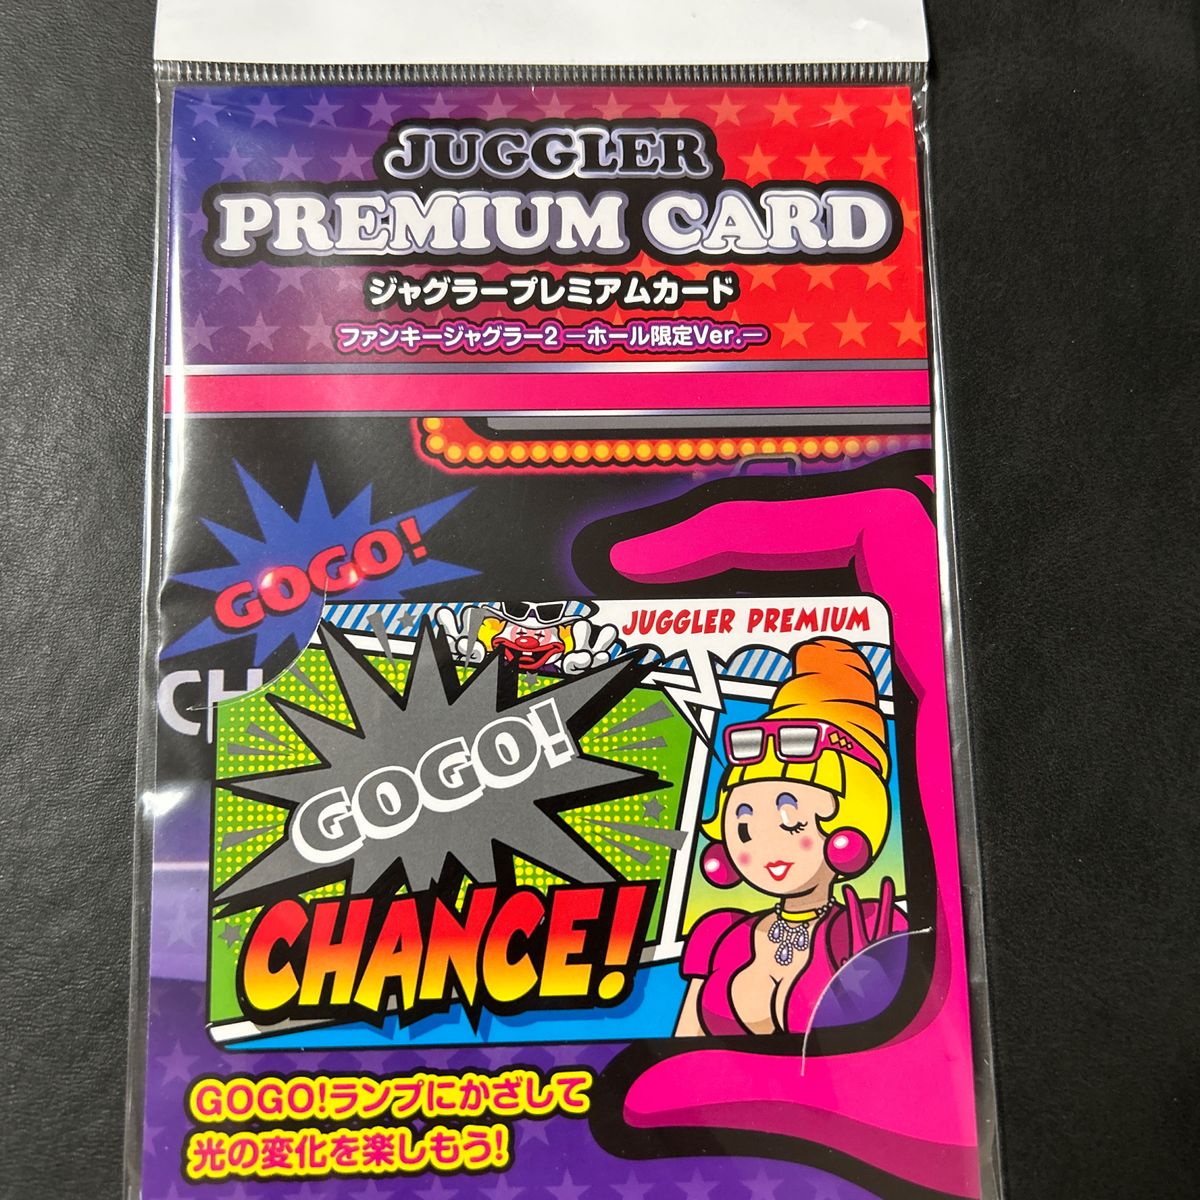 JUGGLER
PREMIUM CARD
ジャグラープレミアムカード
ファンキージャグラー2 ーホール限定Ver.ー
GOGO!
CH
JUGGLER PREMIUM
GOGO!
CHANCE!
GOGO!ランプにかざして
光の変化を楽しもう!